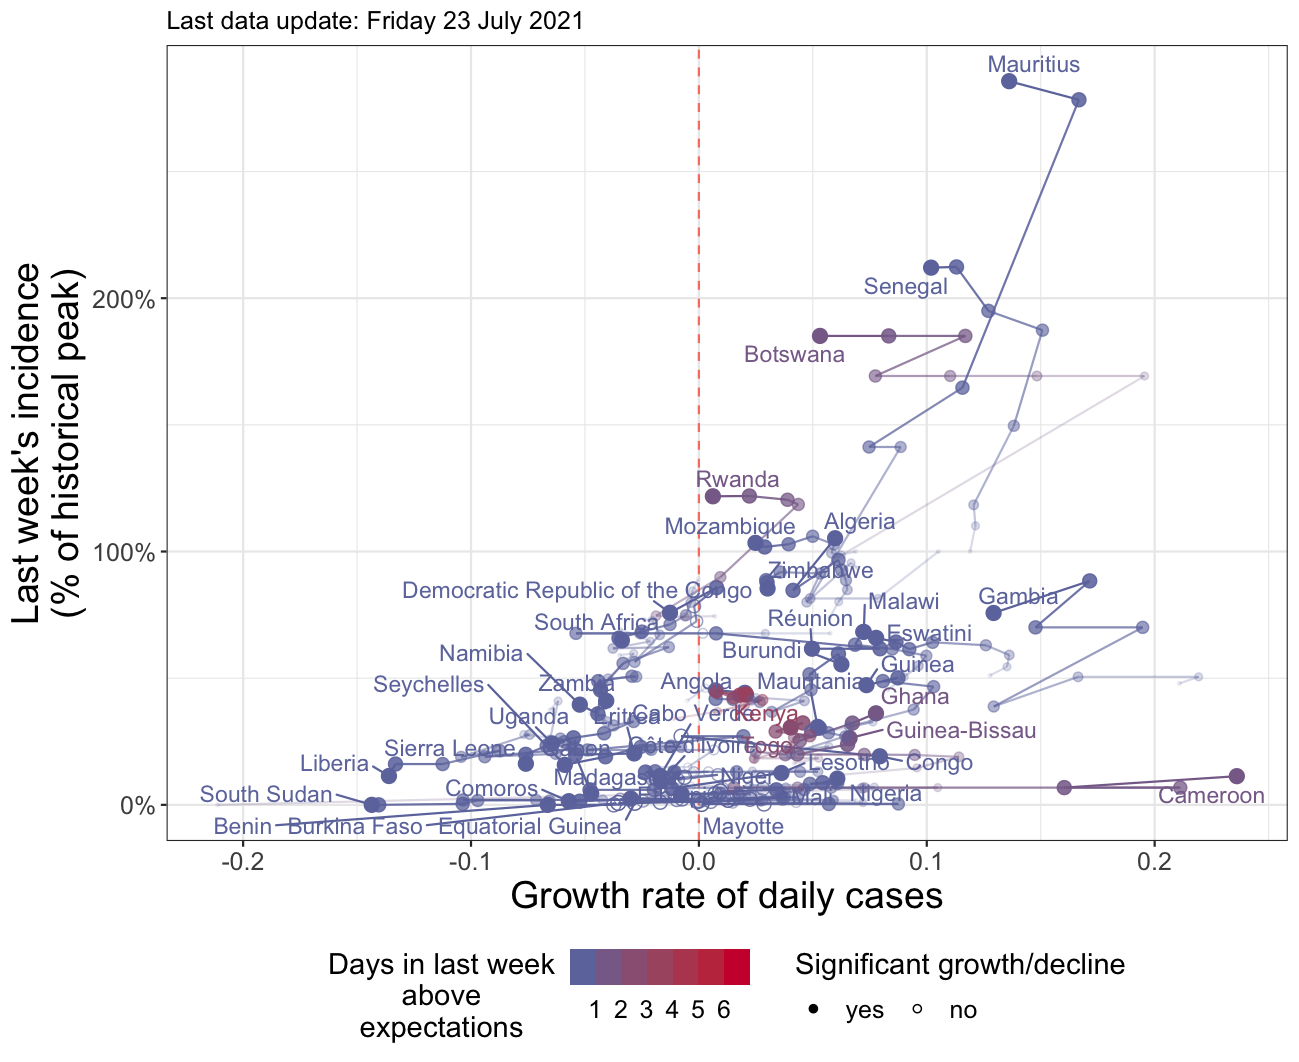 Last data update: Friday 23 July 2021
Last week's incidence
(% of historical peak)
200%
100%
0%
Mauritius
Senegal
Botswana
Rwanda
Mozambique
Algeria
Zimbabwe
Democratic Republic of the Congo
Malawi
Gambia
South Africa
Réunion
Eswatini
Namibia
Burundi
Guinea
Seychelles
Zambia
Angola
Mauritania
Ghana
Uganda
Eritrea
Cabo Verde
Kenya
Guinea-Bissau
Sierra Leone
Gabon
Côte d'Ivoire
Togo
Liberia
Lesotho
Congo
Madagascar
Niger
South Sudan
Comoros
Mali
Nigeria
Cameroon
Benin
Burkina Faso
Equatorial Guinea
Mayotte
-0.2
-0.1
0.0
0.1
0.2
Growth rate of daily cases
Days in last week
above
expectations
1 2 3 4 5 6
Significant growth/decline
yes
no